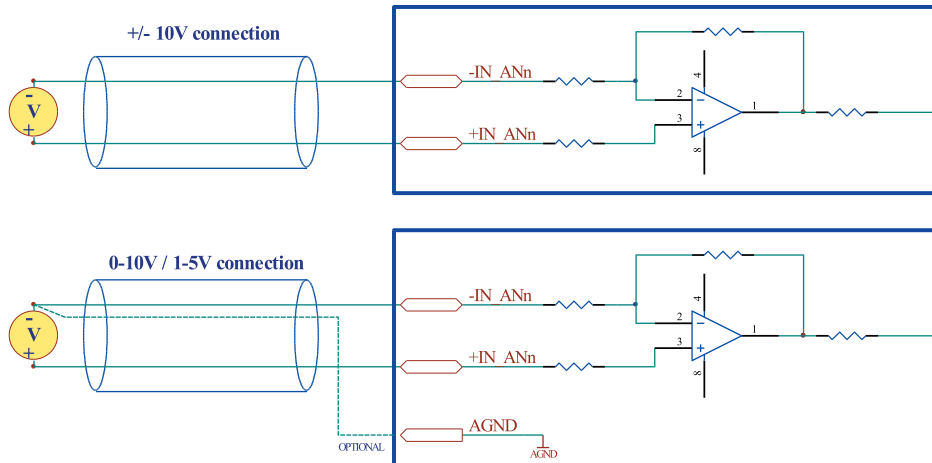 +/- 10V connection
-
V
+
-IN_ANn
+IN_ANn
4
2
-
1
3
+
8
0-10V / 1-5V connection
-
V
+
-IN_ANn
+IN_ANn
4
2
-
1
3
+
8
AGND
OPTIONAL
AGND